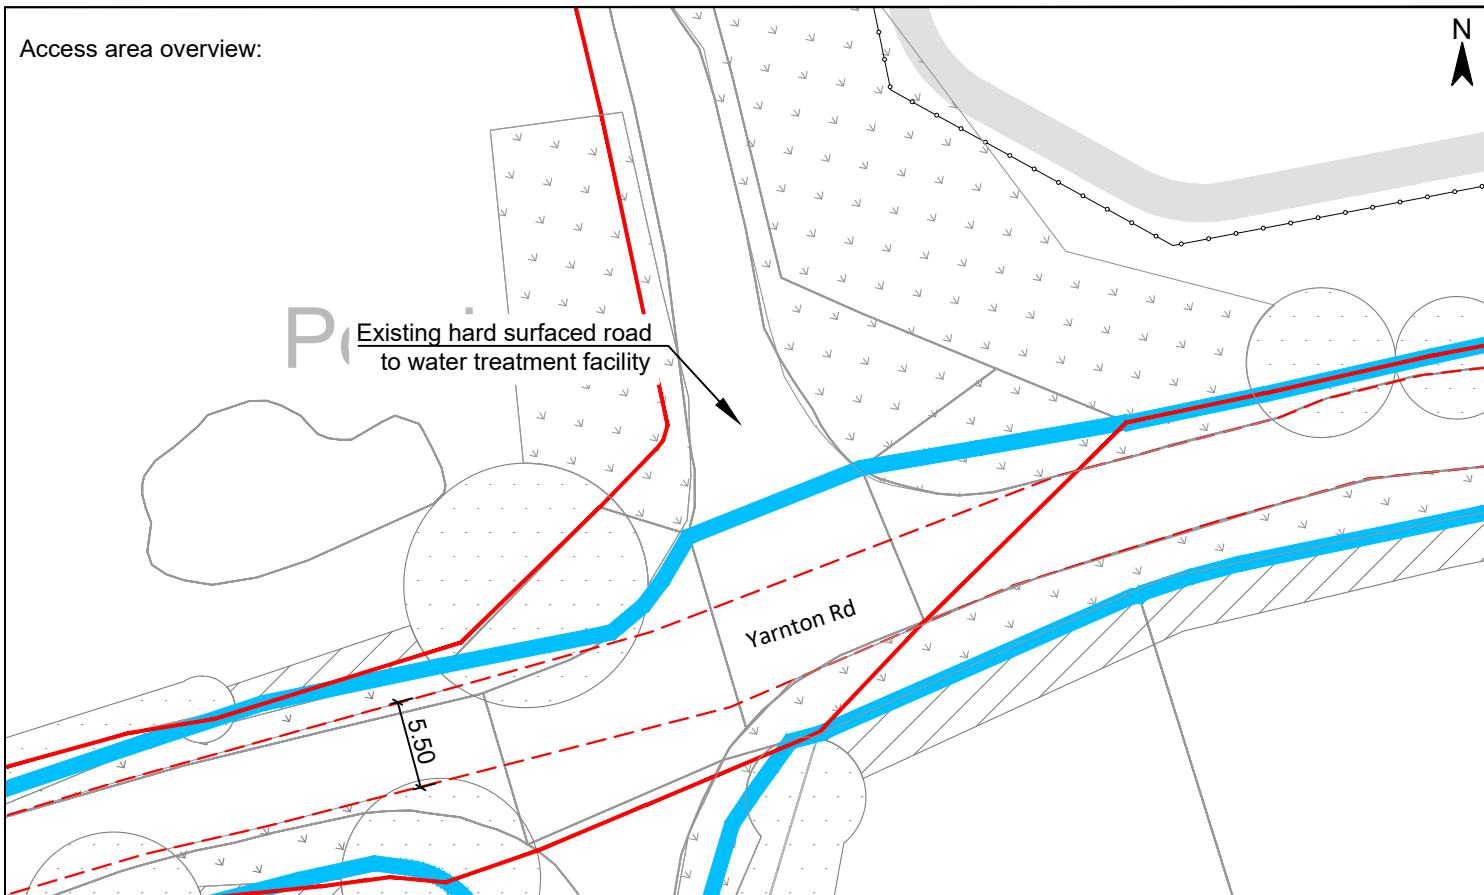 Access area overview:
N
Existing hard surfaced road
to water treatment facility
Yarnton Rd
5.50